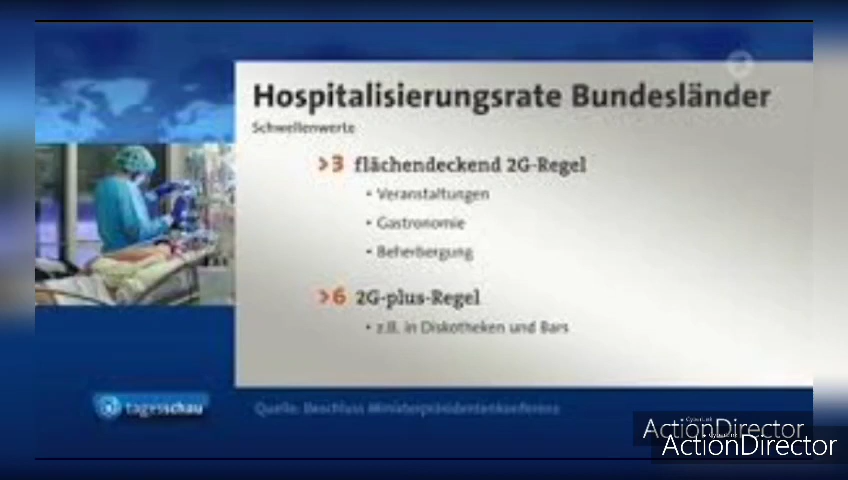 Hospitalisierungsrate Bundesländer
Schwellenwerte
>3 flächendeckend 2G-Regel
• Veranstaltungen
• Gastronomie
• Beherbergung
>6 2G-plus-Regel
• z.B. in Diskotheken und Bars
tagesschau
Quelle: Beschluss Ministerpräsidentenkonferenz
ActionDirector
ActionDirector